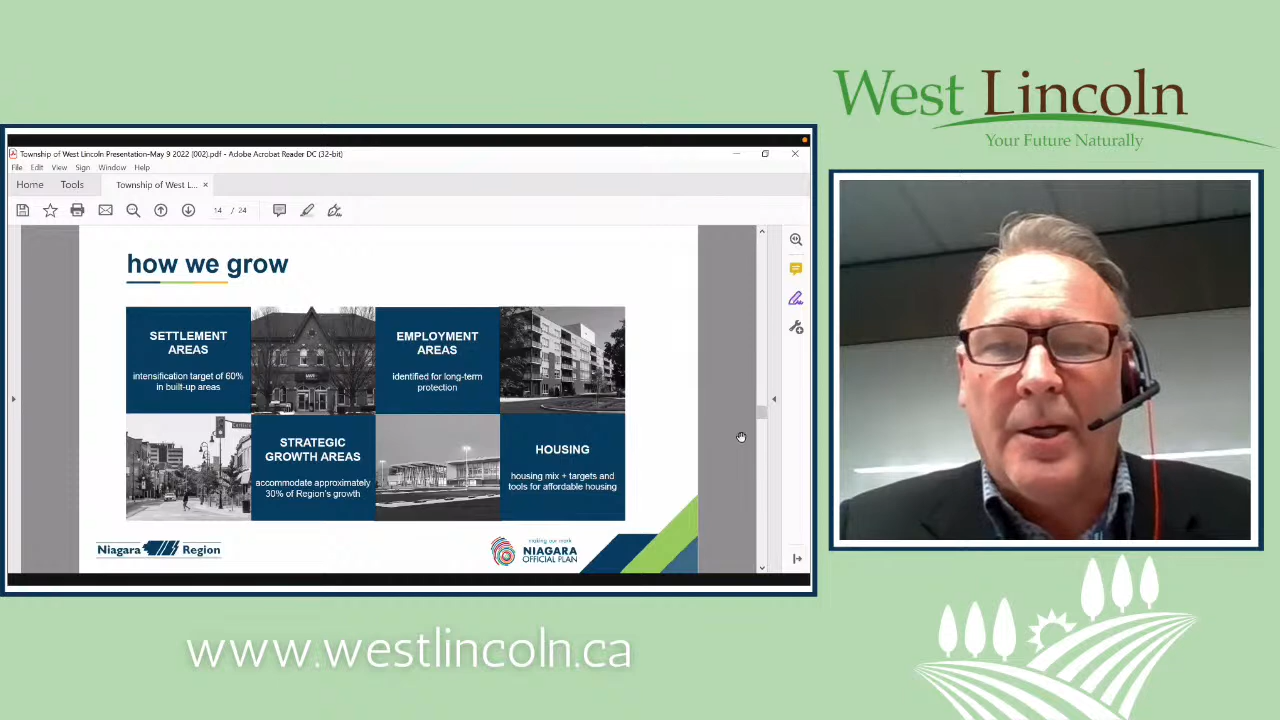 West Lincoln
Your Future Naturally
Township of West Lincoln Presentation-May 9 2022 (002).pdf - Adobe Acrobat Reader DC (32-bit)
File Edit View Sign Window Help
Home Tools Township of West L... ×
14 / 24
how we grow
SETTLEMENT
AREAS
intensification target of 60%
in built-up areas
EMPLOYMENT
AREAS
identified for long-term
protection
STRATEGIC
GROWTH AREAS
accommodate approximately
30% of Region's growth
HOUSING
housing mix + targets and
tools for affordable housing
Niagara Region
making our mark
NIAGARA
OFFICIAL PLAN
www.westlincoln.ca